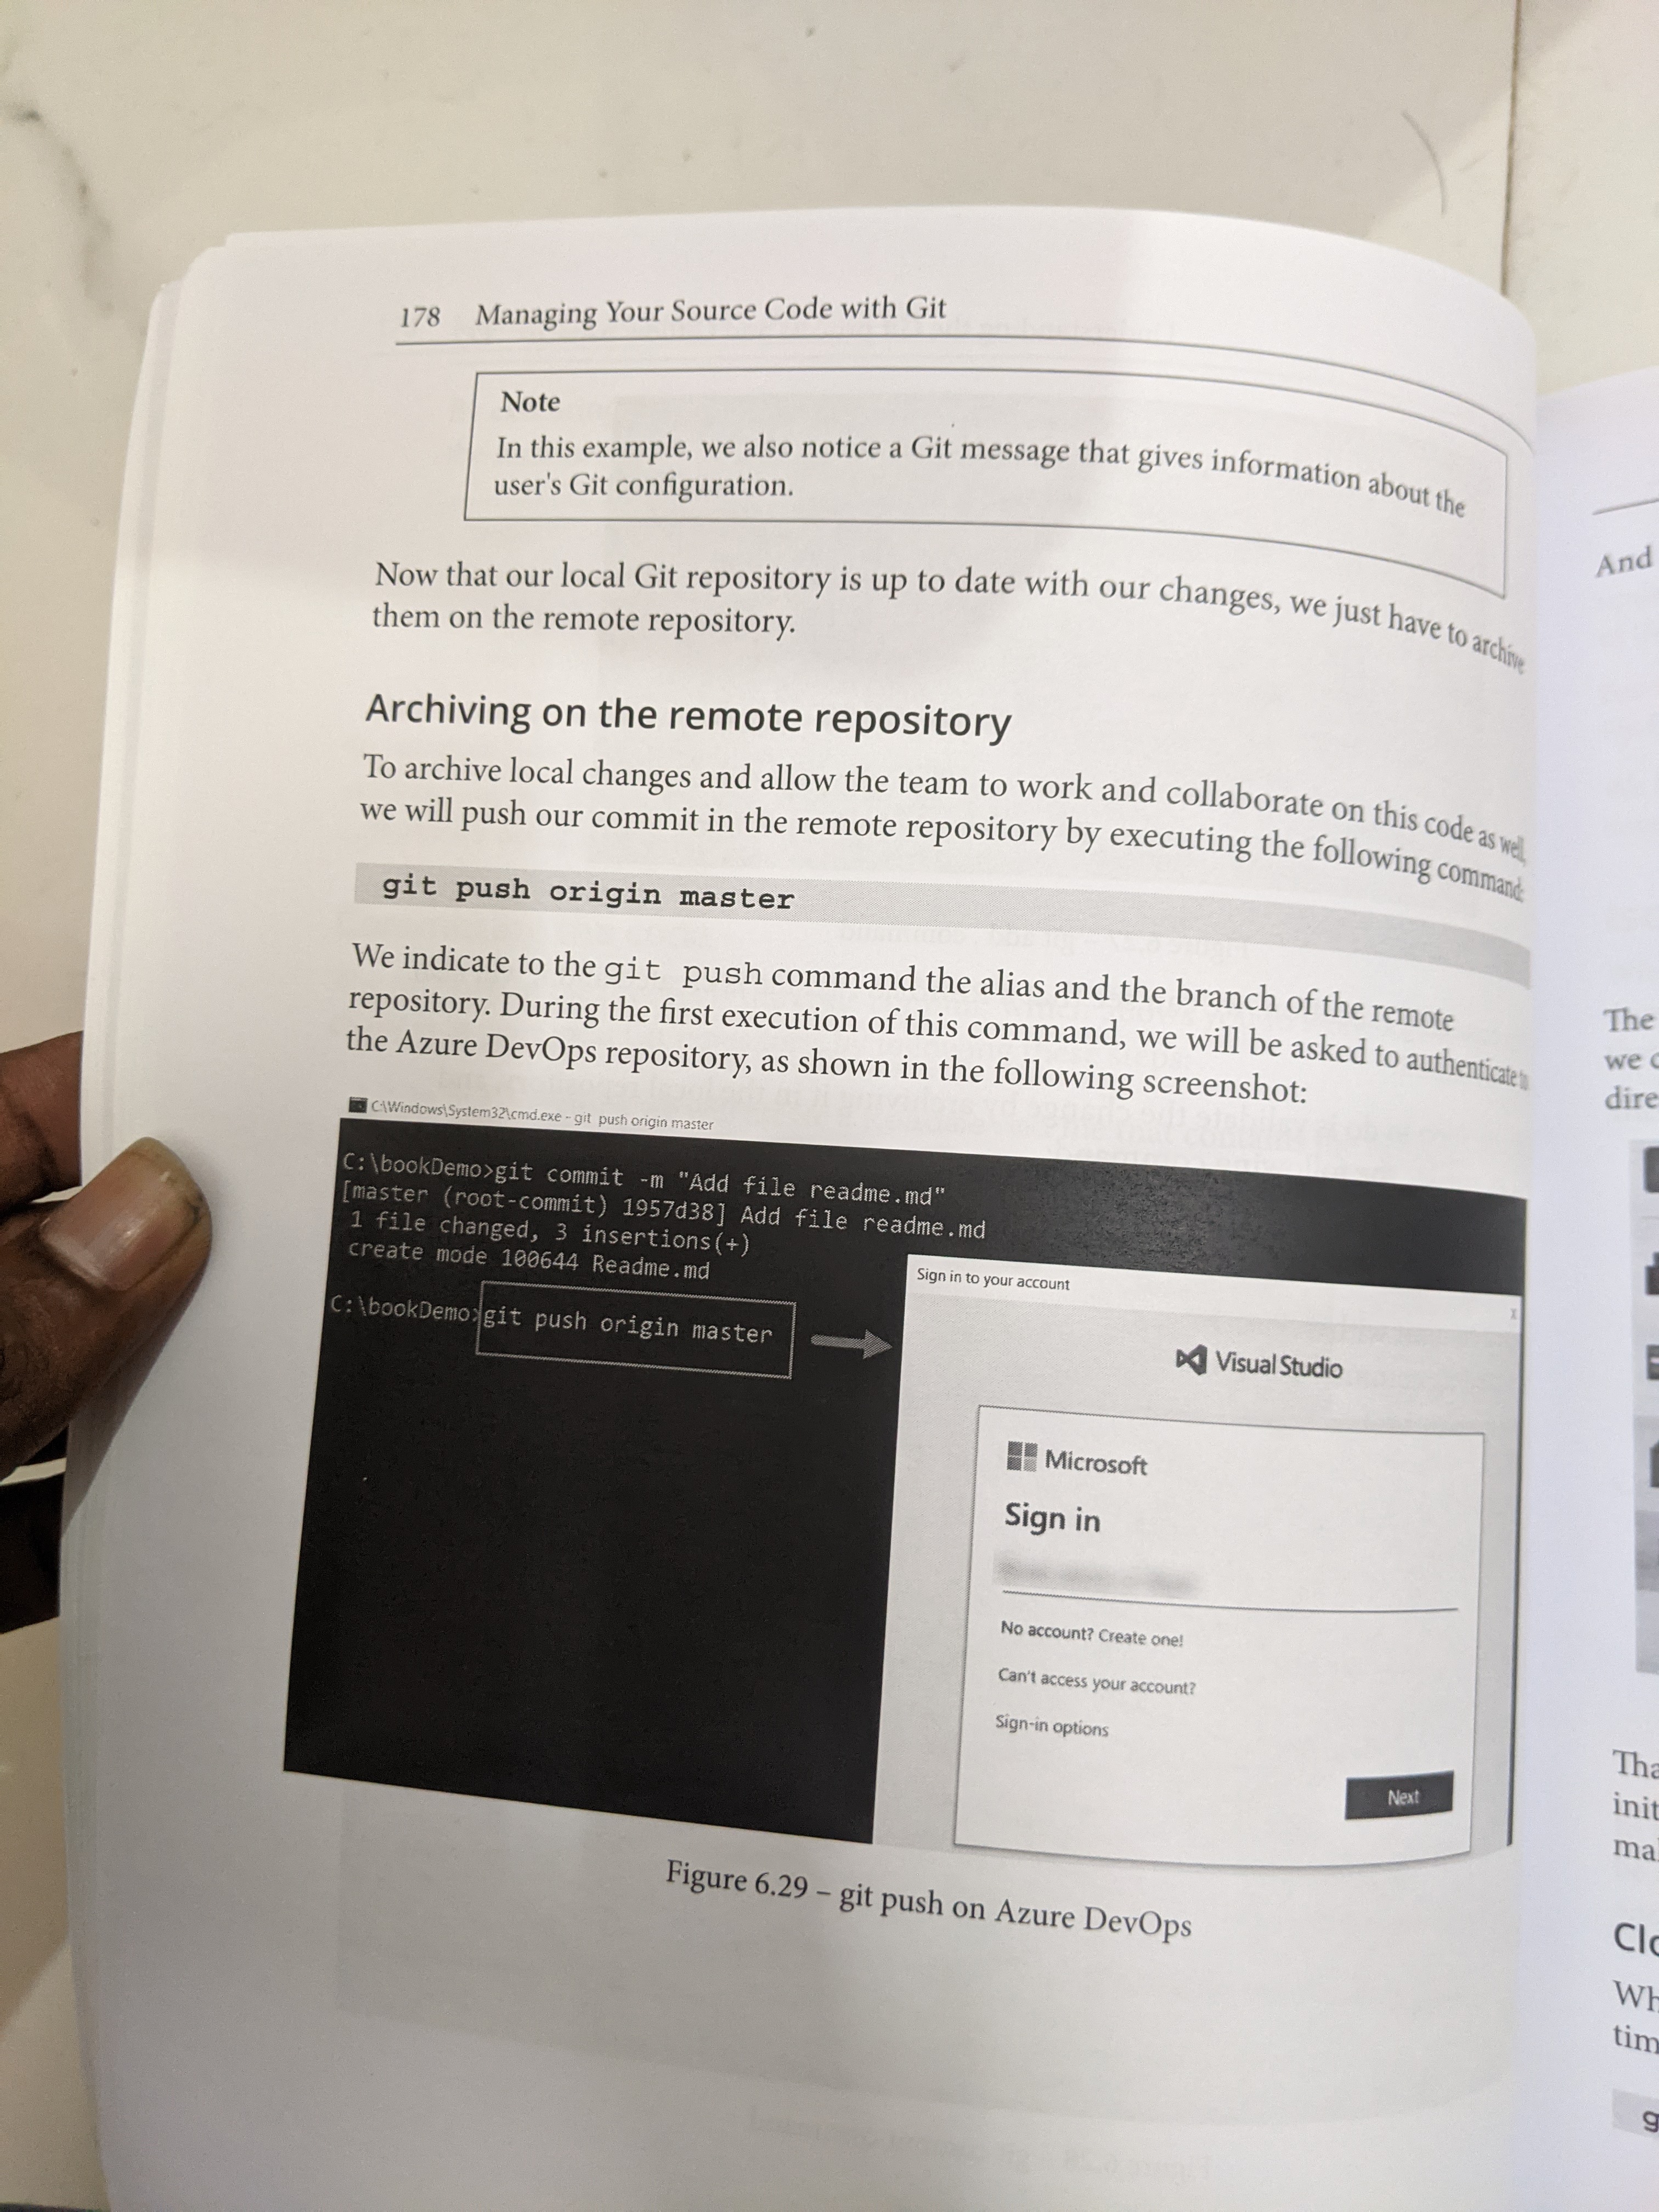 178 Managing Your Source Code with Git
Note
In this example, we also notice a Git message that gives information about the
user's Git configuration.
Now that our local Git repository is up to date with our changes, we just have to archive
them on the remote repository.
Archiving on the remote repository
To archive local changes and allow the team to work and collaborate on this code as well,
we will push our commit in the remote repository by executing the following command:
git push origin master
We indicate to the git push command the alias and the branch of the remote
repository. During the first execution of this command, we will be asked to authenticate to
the Azure DevOps repository, as shown in the following screenshot:
C:\Windows\System32\cmd.exe - git push origin master
C:\bookDemo>git commit -m "Add file readme.md"
[master (root-commit) 1957d38] Add file readme.md
1 file changed, 3 insertions(+)
create mode 100644 Readme.md
C:\bookDemo>git push origin master
Sign in to your account
x
Visual Studio
Microsoft
Sign in
No account? Create one!
Can't access your account?
Sign-in options
Next
Figure 6.29 – git push on Azure DevOps
And
The
we
dire
Tha
init
Wh
tim
g